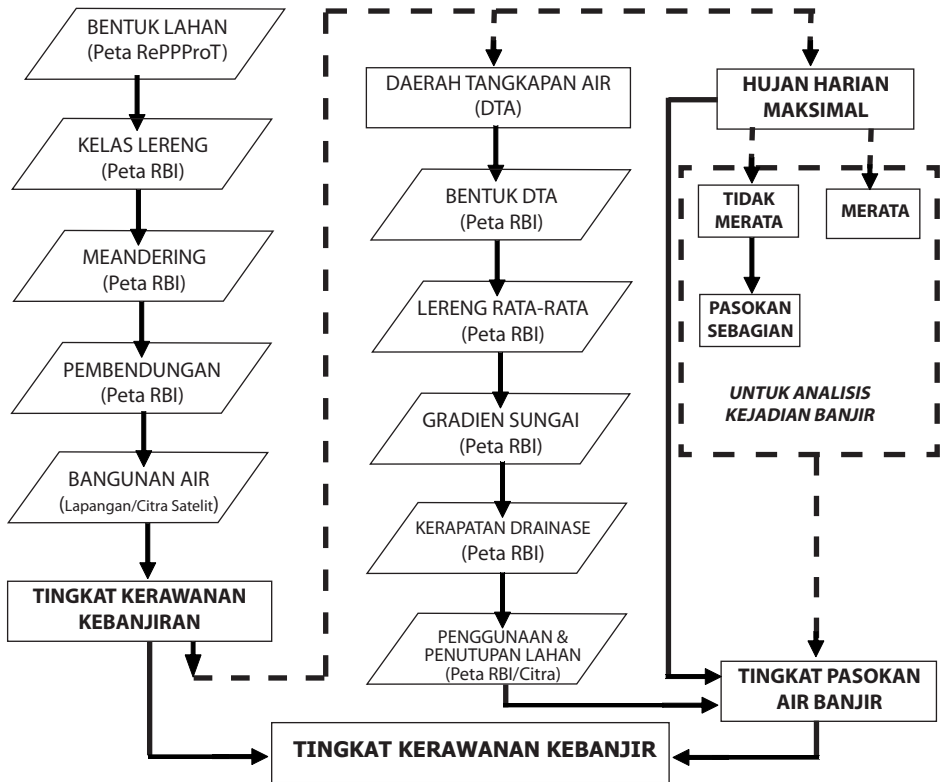 BENTUK LAHAN
(Peta RePPProT)
KELAS LERENG
(Peta RBI)
MEANDERING
(Peta RBI)
PEMBENDUNGAN
(Peta RBI)
BANGUNAN AIR
(Lapangan/Citra Satelit)
TINGKAT KERAWANAN
KEBANJIRAN
DAERAH TANGKAPAN AIR
(DTA)
BENTUK DTA
(Peta RBI)
LERENG RATA-RATA
(Peta RBI)
GRADIEN SUNGAI
(Peta RBI)
KERAPATAN DRAINASE
(Peta RBI)
PENGGUNAAN &
PENUTUPAN LAHAN
(Peta RBI/Citra)
HUJAN HARIAN
MAKSIMAL
TIDAK
MERATA
MERATA
PASOKAN
SEBAGIAN
UNTUK ANALISIS
KEJADIAN BANJIR
TINGKAT PASOKAN
AIR BANJIR
TINGKAT KERAWANAN KEBANJIR